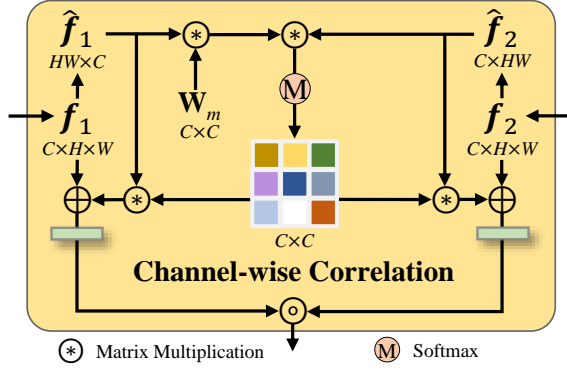 f̂₁
HW×C
f̂₂
C×HW
W_m
C×C
M
f₁
C×H×W
f₂
C×H×W
C×C
Channel-wise Correlation
Matrix Multiplication
M Softmax